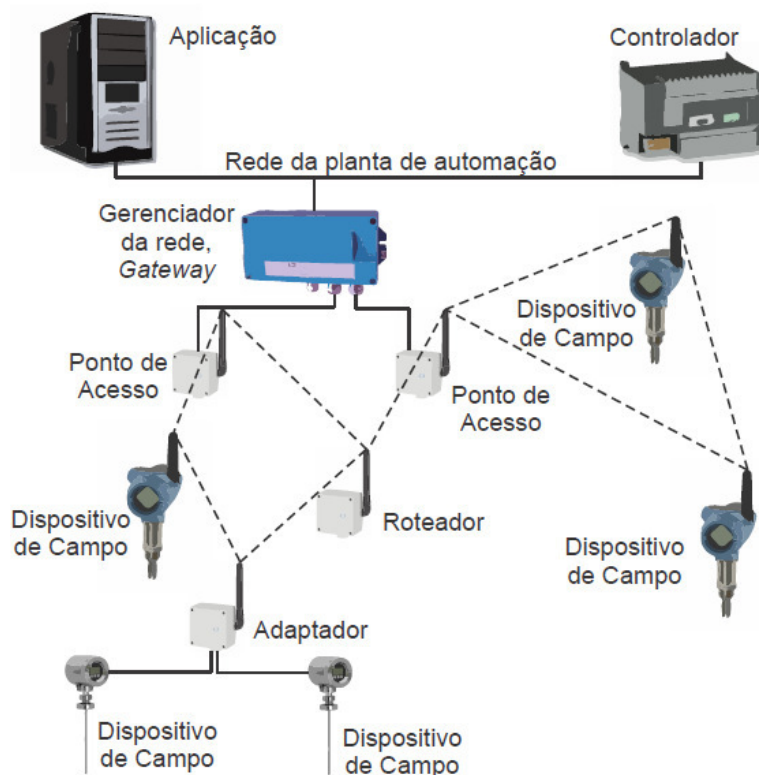 Aplicação
Controlador
Rede da planta de automação
Gerenciador
da rede,
Gateway
Dispositivo
de Campo
Ponto de
Acesso
Ponto de
Acesso
Dispositivo
de Campo
Roteador
Dispositivo
de Campo
Adaptador
Dispositivo
de Campo
Dispositivo
de Campo